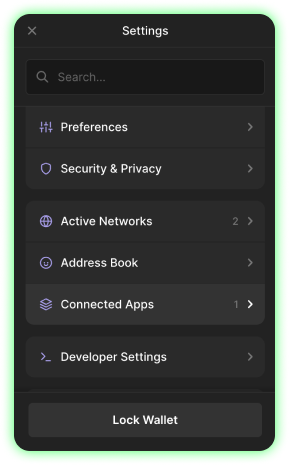 Settings
Search...
Preferences
Security & Privacy
Active Networks 2
Address Book
Connected Apps 1
Developer Settings
Lock Wallet